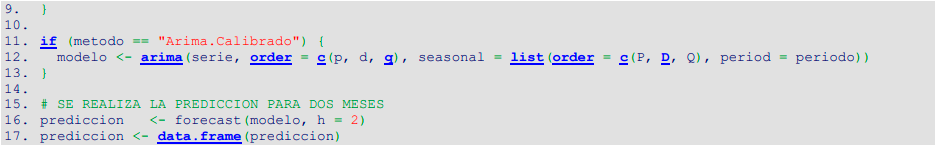 9. }
10.
11. if (metodo == "Arima.Calibrado") {
12.   modelo <- arima(serie, order = c(p, d, q), seasonal = list(order = c(P, D, Q), period = periodo))
13. }
14.
15. # SE REALIZA LA PREDICCION PARA DOS MESES
16. prediccion   <- forecast(modelo, h = 2)
17. prediccion <- data.frame(prediccion)